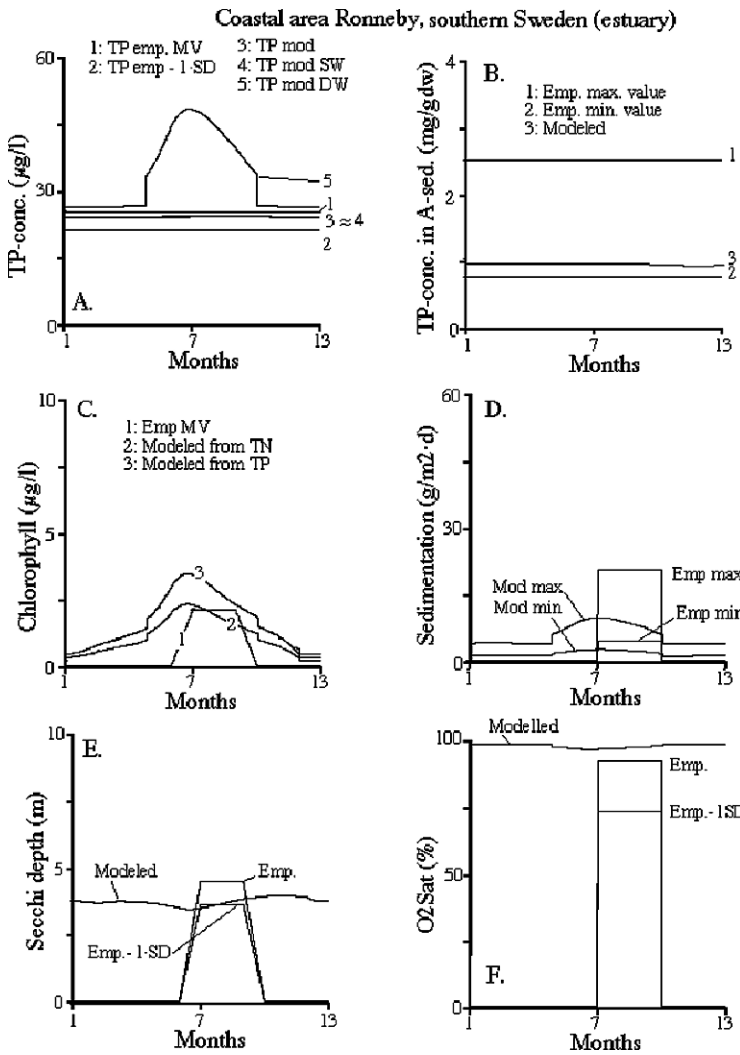 Coastal area Ronneby, southern Sweden (estuary)
1: TP emp. MV
2: TP emp - 1·SD
3: TP mod
4: TP mod SW
5: TP mod DW
60
30
0
TP-conc. (µg/l)
5
1
3 ≈ 4
2
A.
1
7
13
Months
B.
1: Emp. max. value
2. Emp. min. value
3: Modeled
4
2
0
TP-conc. in A-sed. (mg/gdw)
1
3
2
1
7
13
Months
C.
1: Emp MV
2: Modeled from TN
3: Modeled from TP
10
5
0
Chlorophyll (µg/l)
3
1
2
1
7
13
Months
D.
60
30
0
Sedimentation (g/m2·d)
Mod max
Mod min
Emp max
Emp min
1
7
13
Months
E.
10
5
0
Secchi depth (m)
Modeled
Emp.
Emp.- 1·SD
1
7
13
Months
100
50
0
O2Sat (%)
Modelled
Emp.
Emp.- 1SD
F.
1
7
13
Months